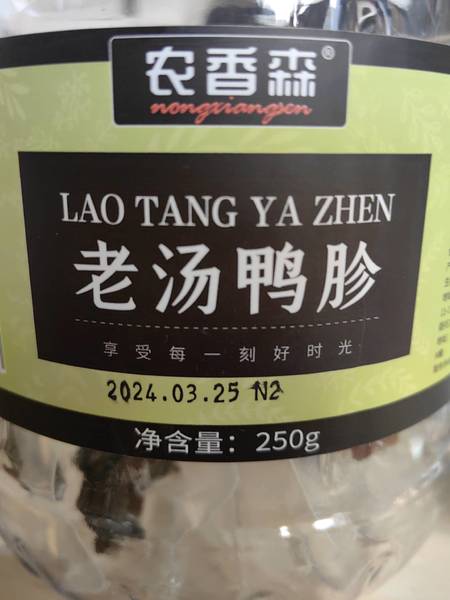 农香森®
nongxiangsen
LAO TANG YA ZHEN
老汤鸭胗
享受每一刻好时光
2024.03.25 N2
净含量：250g